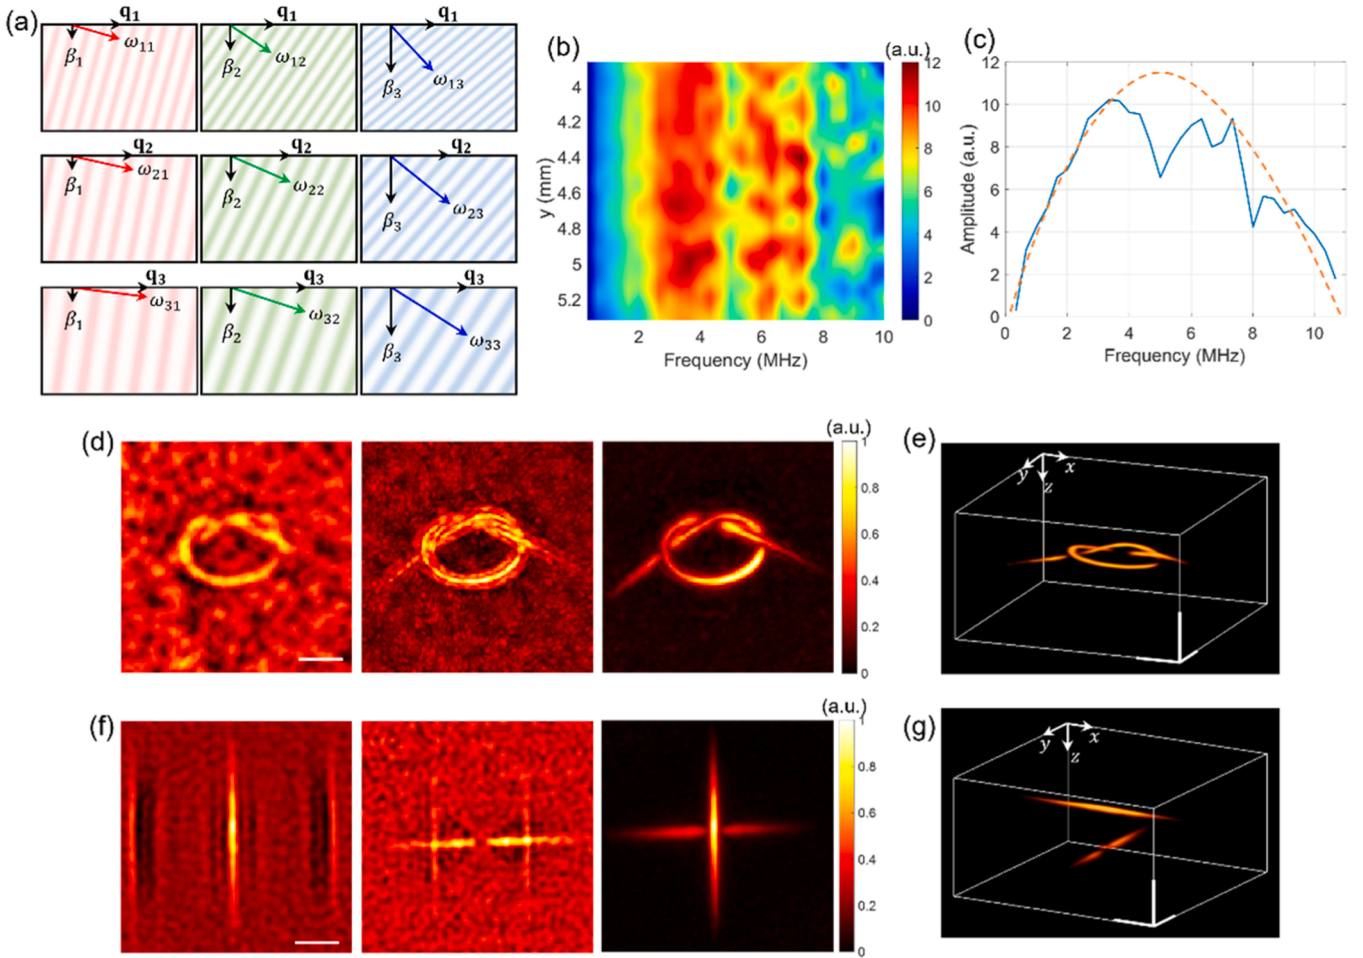 (a)
q₁ q₁ q₁
β₁ ω₁₁ β₂ ω₁₂ β₃ ω₁₃
q₂ q₂ q₂
β₁ ω₂₁ β₂ ω₂₂ β₃ ω₂₃
q₃ q₃ q₃
β₁ ω₃₁ β₂ ω₃₂ β₃ ω₃₃
(b)
(a.u.)
y (mm)
4
4.2
4.4
4.6
4.8
5
5.2
2 4 6 8 10
Frequency (MHz)
12
10
8
6
4
2
0
(c)
Amplitude (a.u.)
12
10
8
6
4
2
0
0 2 4 6 8 10
Frequency (MHz)
(d)
(a.u.)
1
0.8
0.6
0.4
0.2
0
(e)
y x
z
(f)
(a.u.)
1
0.8
0.6
0.4
0.2
0
(g)
y x
z